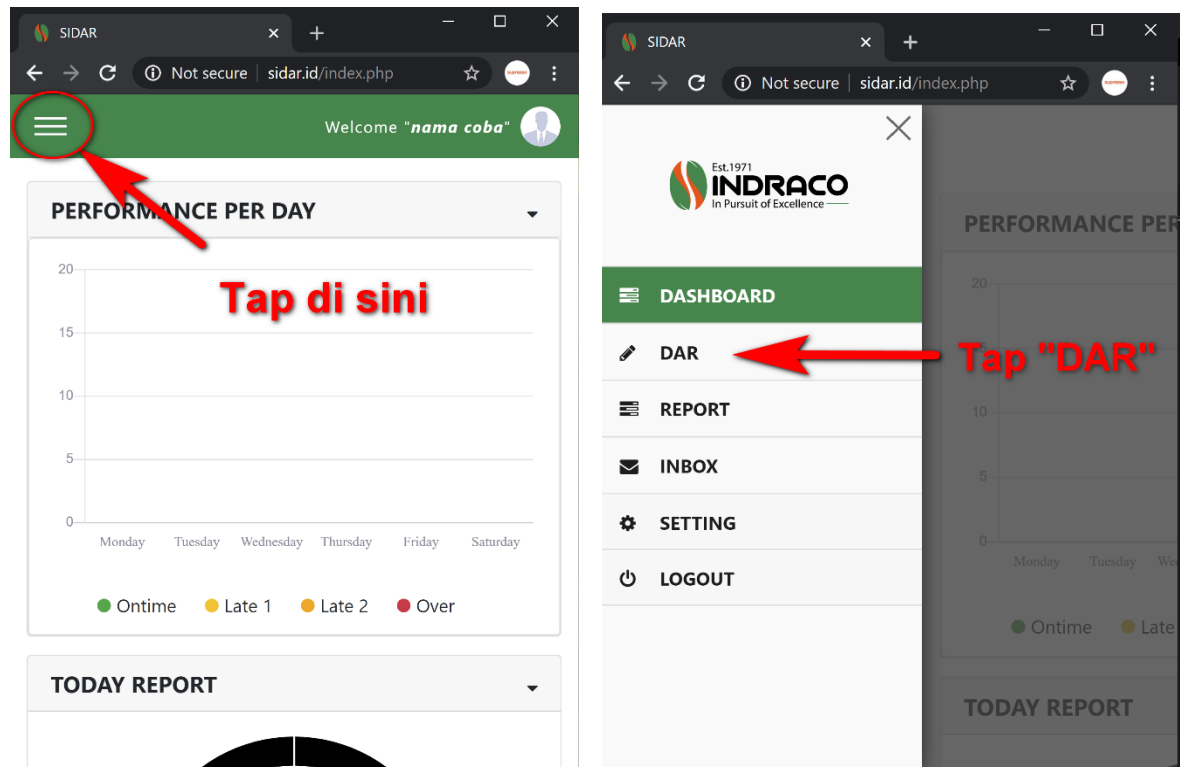 SIDAR
Not secure | sidar.id/index.php
Welcome "nama coba"
PERFORMANCE PER DAY
20
15
10
5
0
Monday Tuesday Wednesday Thursday Friday Saturday
Ontime Late 1 Late 2 Over
TODAY REPORT
Tap di sini
SIDAR
Not secure | sidar.id/index.php
Est.1971
INDRACO
In Pursuit of Excellence
DASHBOARD
DAR
REPORT
INBOX
SETTING
LOGOUT
Tap "DAR"
PERFORMANCE PER
20
10
5
0
Monday Tuesday We
Ontime Late
TODAY REPORT